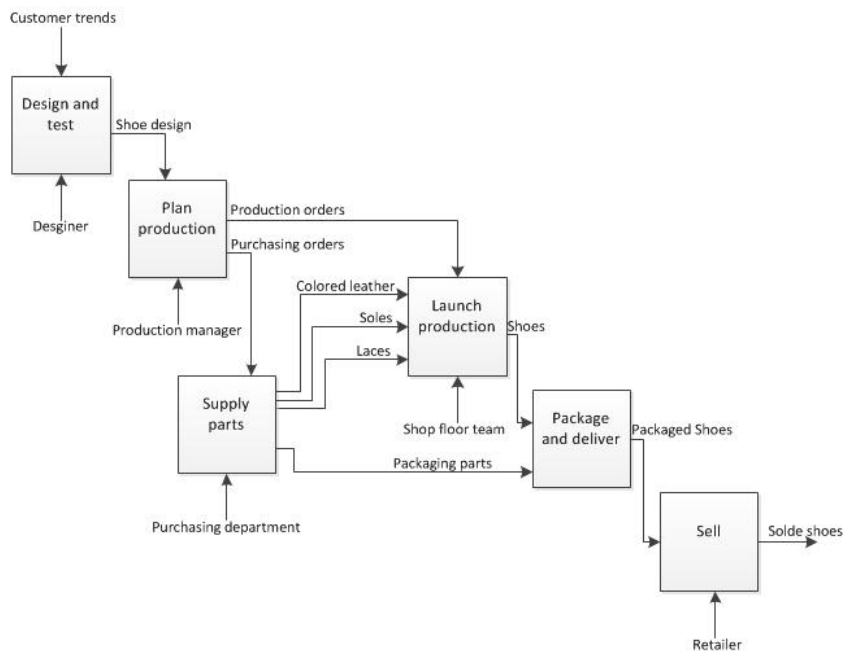 Customer trends
Design and
test
Shoe design
Desginer
Plan
production
Production orders
Purchasing orders
Production manager
Colored leather
Soles
Laces
Launch
production
Shoes
Supply
parts
Shop floor team
Package
and deliver
Packaged Shoes
Packaging parts
Purchasing department
Sell
Solde shoes
Retailer